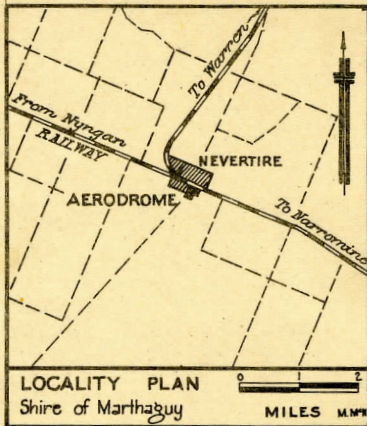 To Warren
From Nyngan
RAILWAY
NEVERTIRE
AERODROME
To Narromine
LOCALITY PLAN
0 1 2
Shire of Marthaguy
MILES